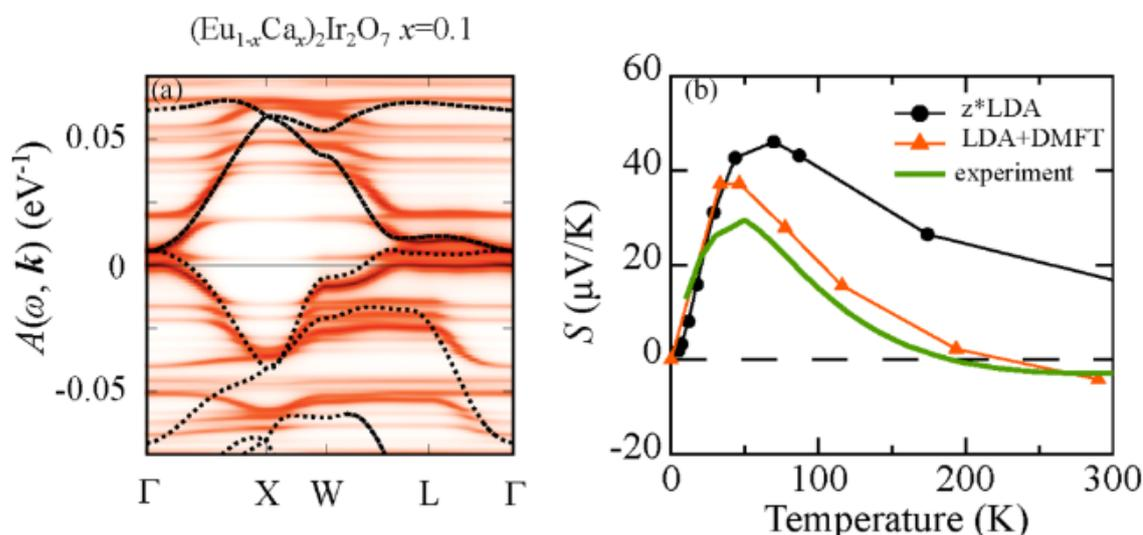 (Eu₁₋ₓCaₓ)₂Ir₂O₇ x=0.1
(a)
A(ω, k) (eV⁻¹)
0.05
0
-0.05
Γ X W L Γ
(b)
S (μV/K)
60
40
20
0
-20
z*LDA
LDA+DMFT
experiment
0 100 200 300
Temperature (K)